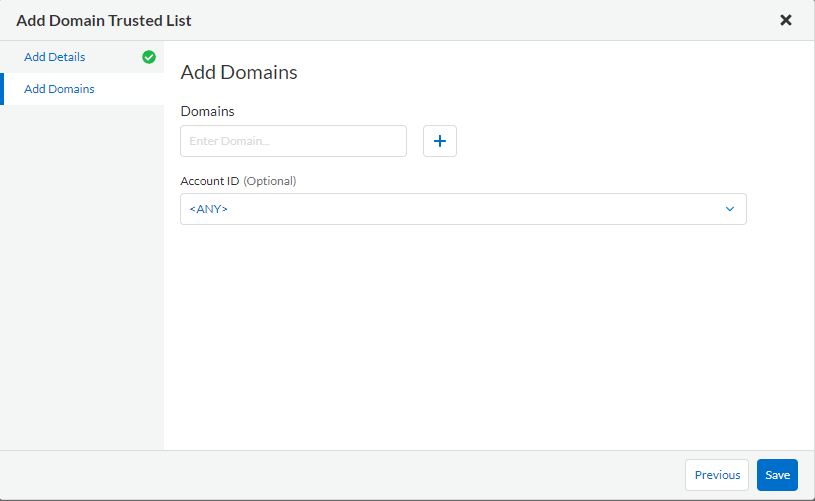 Add Domain Trusted List
Add Details
Add Domains
Add Domains
Domains
Enter Domain...
Account ID (Optional)
<ANY>
Previous
Save